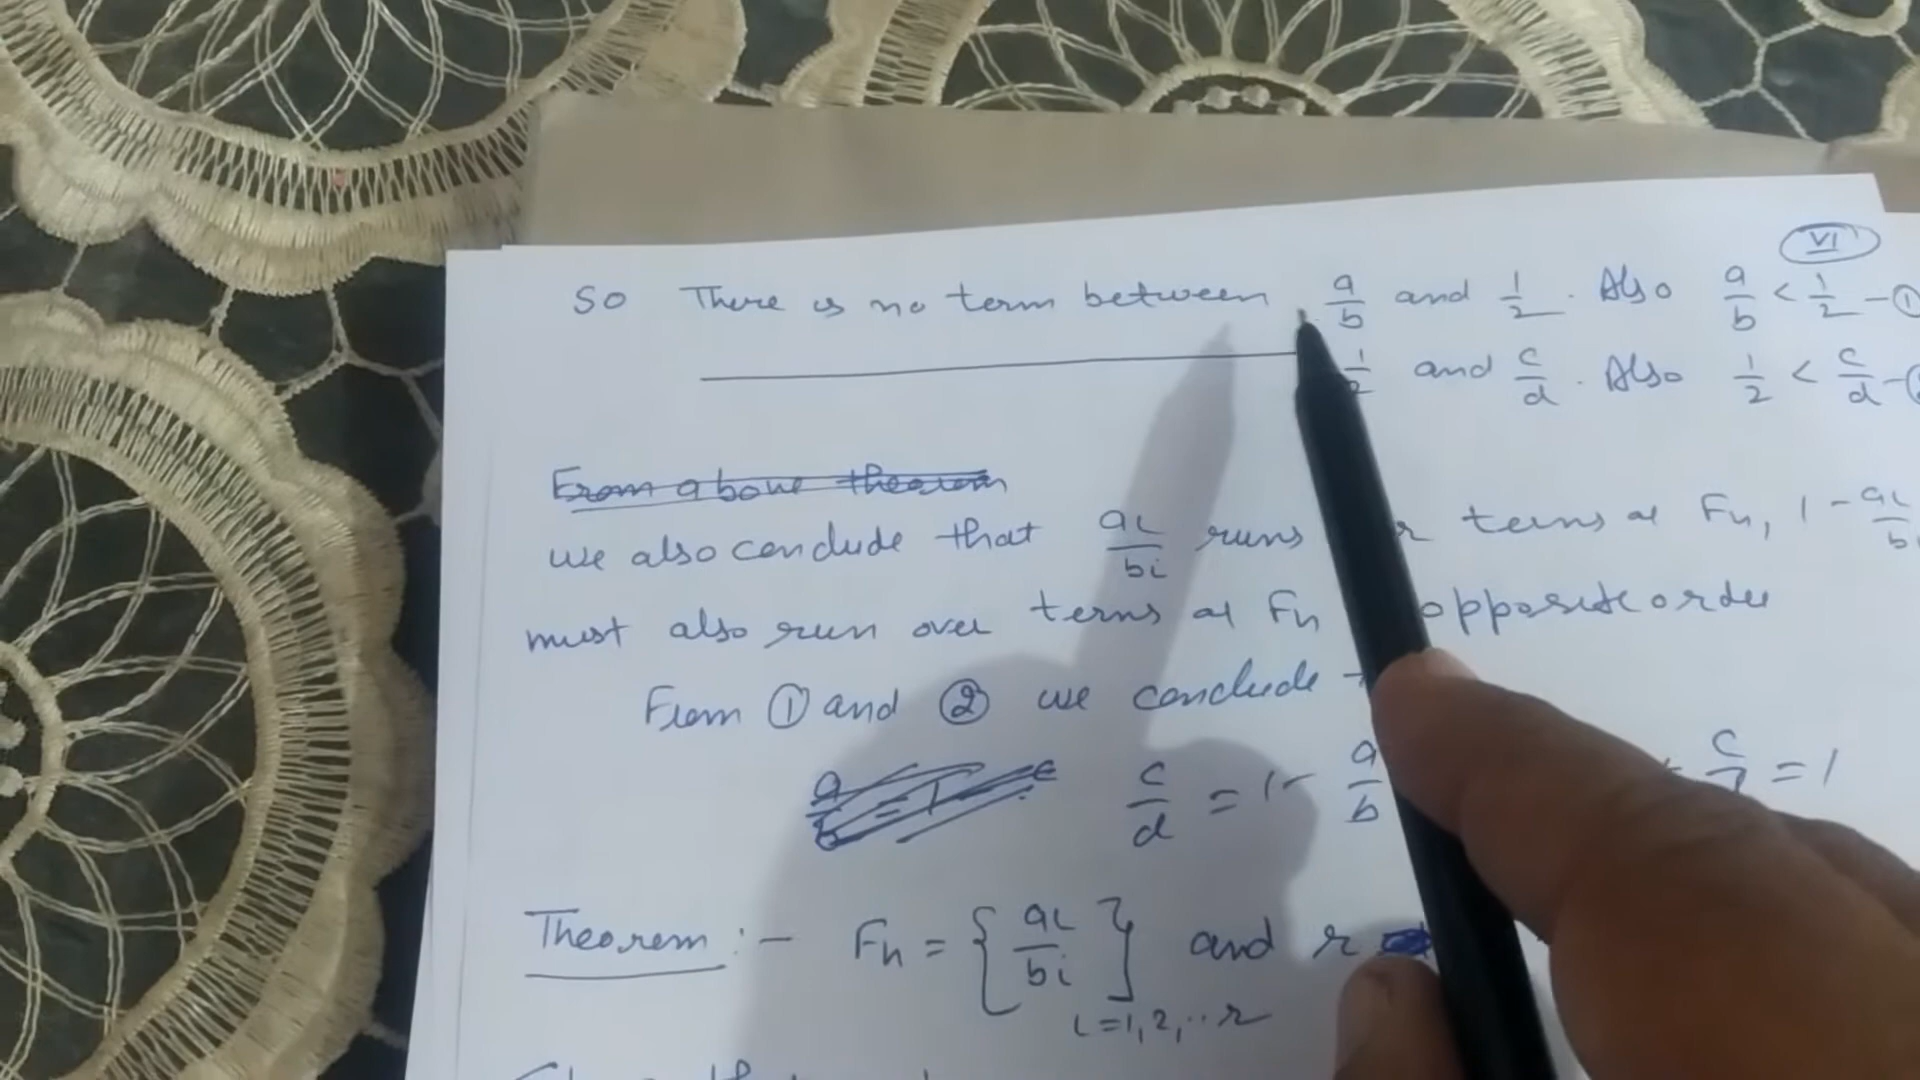 VI
So There is no term between a/b and 1/2. Also a/b < 1/2 - ①
1/2 and c/d. Also 1/2 < c/d -
From above theorem
we also conclude that ai/bi runs terms of Fn, 1 - ai/bi
must also run over terms of Fn opposite order
From ① and ② we conclude
a/b = 1 - c
c/d = 1 - a/b c/d = 1
Theorem :- Fn = { ai/bi } and r
i=1,2,..r